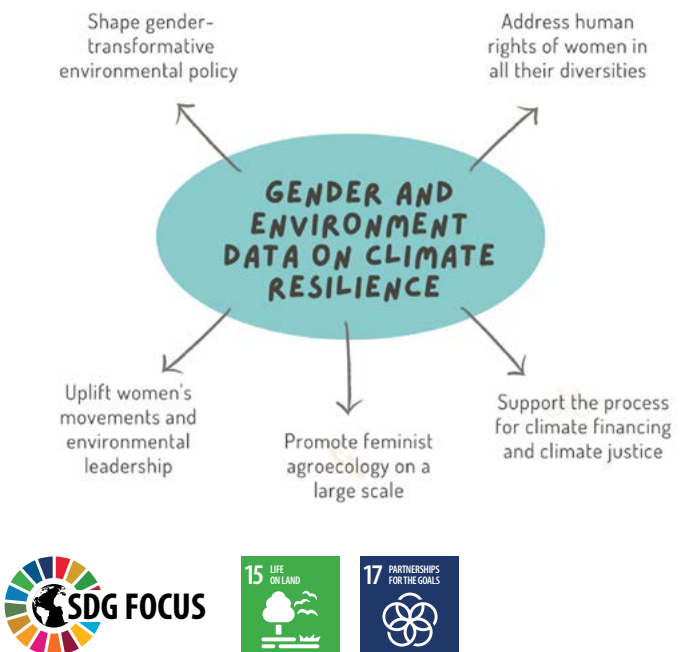 Shape gender-
transformative
environmental policy
Address human
rights of women in
all their diversities
GENDER AND
ENVIRONMENT
DATA ON CLIMATE
RESILIENCE
Uplift women's
movements and
environmental
leadership
Promote feminist
agroecology on a
large scale
Support the process
for climate financing
and climate justice
SDG FOCUS
15 LIFE
ON LAND
17 PARTNERSHIPS
FOR THE GOALS